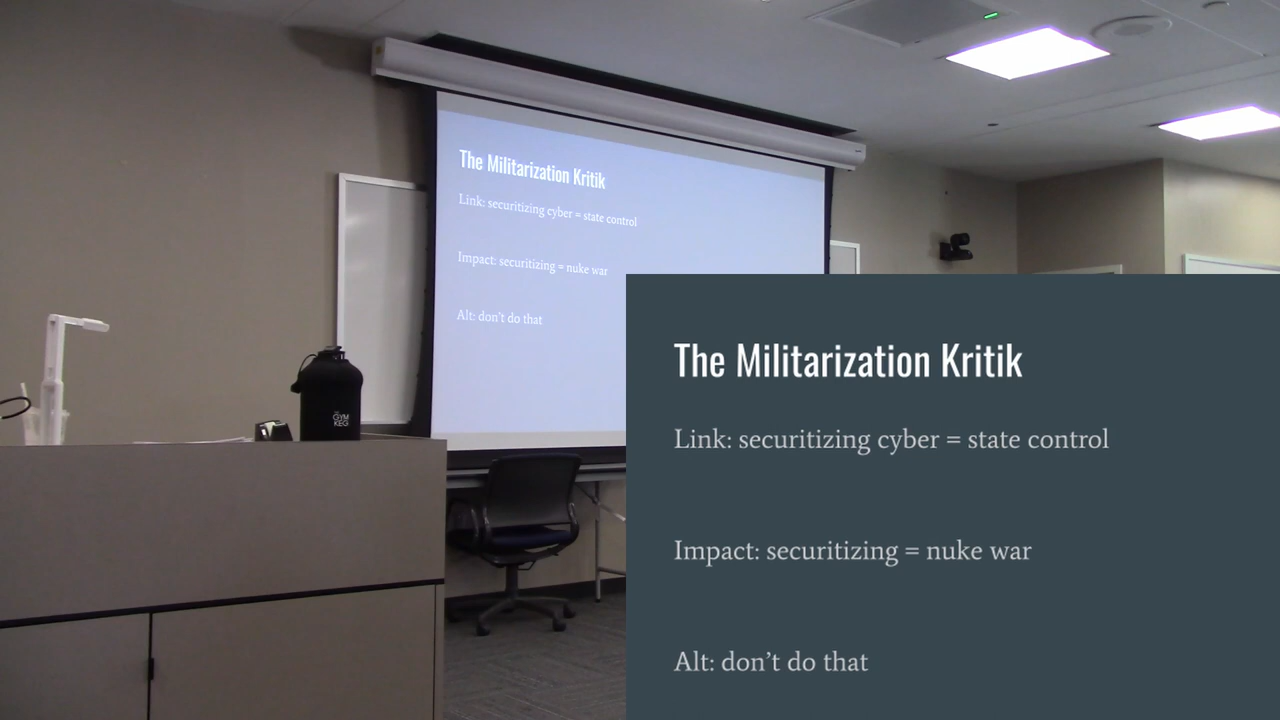 The Militarization Kritik
Link: securitizing cyber = state control
Impact: securitizing = nuke war
Alt: don't do that
GYM
KEG
The Militarization Kritik
Link: securitizing cyber = state control
Impact: securitizing = nuke war
Alt: don’t do that